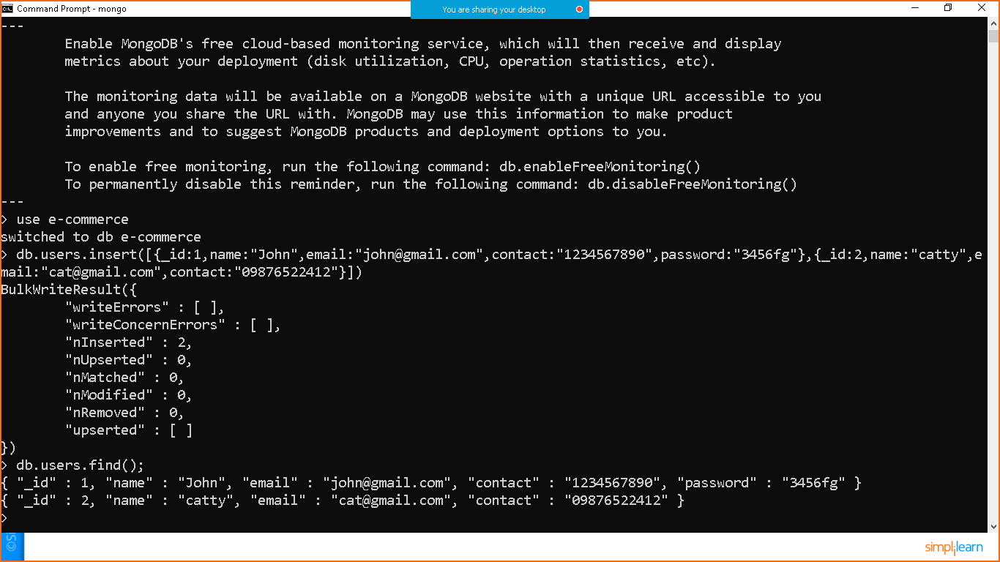 Command Prompt - mongo
You are sharing your desktop
---
Enable MongoDB's free cloud-based monitoring service, which will then receive and display
metrics about your deployment (disk utilization, CPU, operation statistics, etc).
The monitoring data will be available on a MongoDB website with a unique URL accessible to you
and anyone you share the URL with. MongoDB may use this information to make product
improvements and to suggest MongoDB products and deployment options to you.
To enable free monitoring, run the following command: db.enableFreeMonitoring()
To permanently disable this reminder, run the following command: db.disableFreeMonitoring()
---
> use e-commerce
switched to db e-commerce
> db.users.insert([{_id:1,name:"John",email:"john@gmail.com",contact:"1234567890",password:"3456fg"},{_id:2,name:"catty",e
mail:"cat@gmail.com",contact:"09876522412"}])
BulkWriteResult({
"writeErrors" : [ ],
"writeConcernErrors" : [ ],
"nInserted" : 2,
"nUpserted" : 0,
"nMatched" : 0,
"nModified" : 0,
"nRemoved" : 0,
"upserted" : [ ]
})
> db.users.find();
{ "_id" : 1, "name" : "John", "email" : "john@gmail.com", "contact" : "1234567890", "password" : "3456fg" }
{ "_id" : 2, "name" : "catty", "email" : "cat@gmail.com", "contact" : "09876522412" }
>
simplilearn